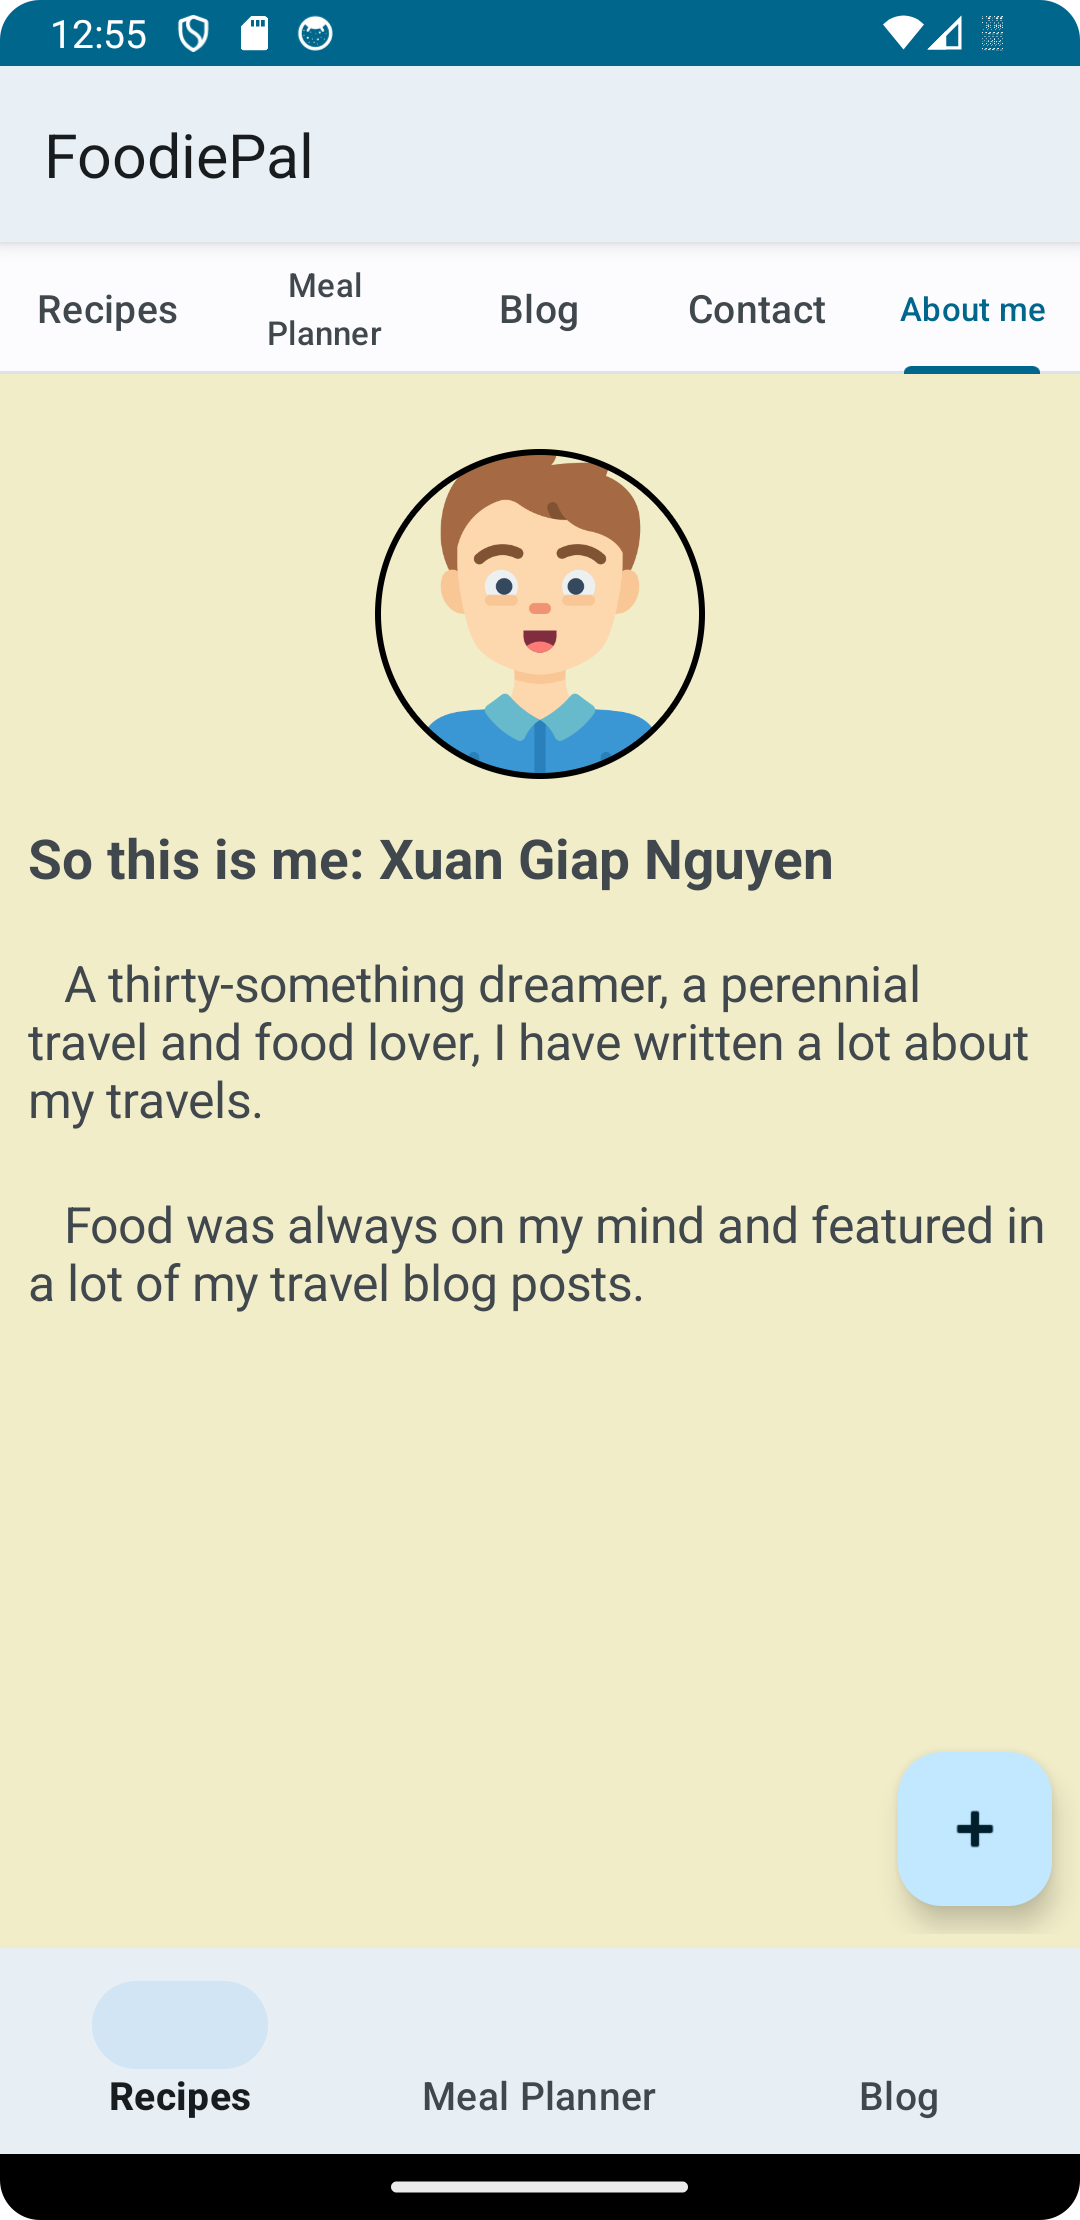 12:55
FoodiePal
Recipes
Meal
Planner
Blog
Contact
About me
So this is me: Xuan Giap Nguyen
A thirty-something dreamer, a perennial
travel and food lover, I have written a lot about
my travels.
Food was always on my mind and featured in
a lot of my travel blog posts.
+
Recipes
Meal Planner
Blog